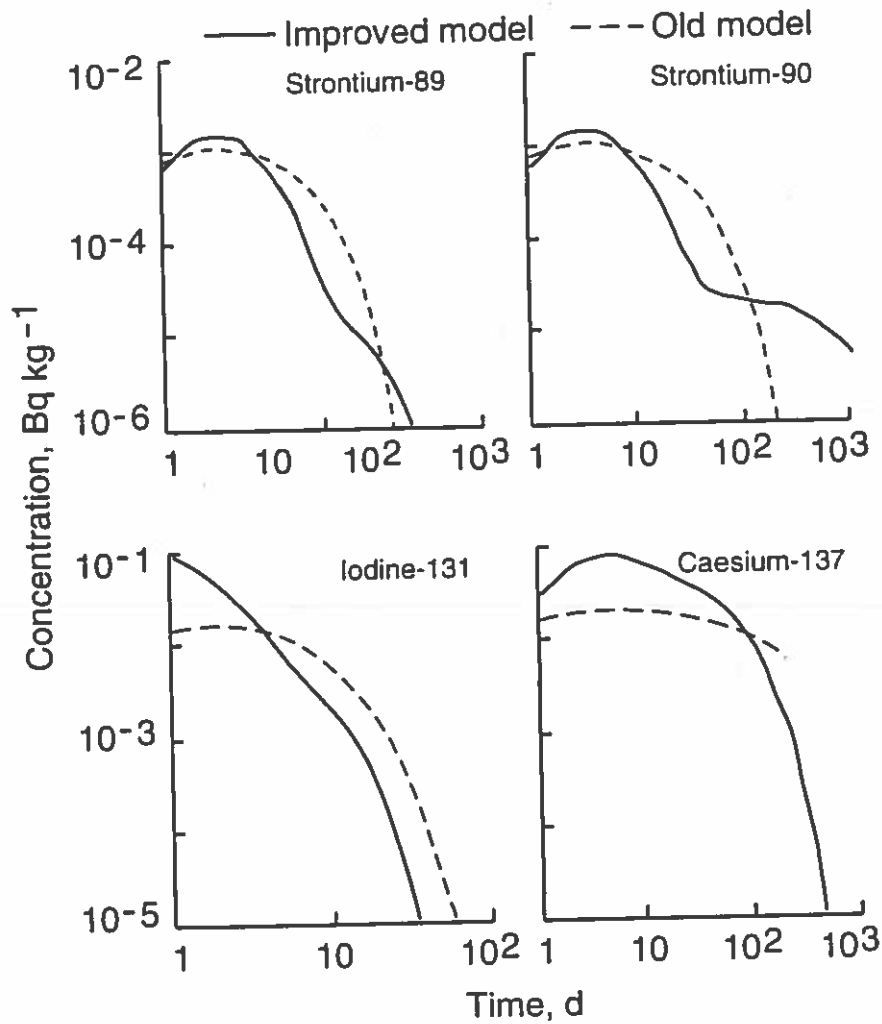 Improved model Old model
Strontium-89 Strontium-90
10-2
10-4
10-6
1 10 10² 10³ 1 10 10² 10³
Concentration, Bq kg-1
Iodine-131 Caesium-137
10-1
10-3
10-5
1 10 10² 1 10 10² 10³
Time, d